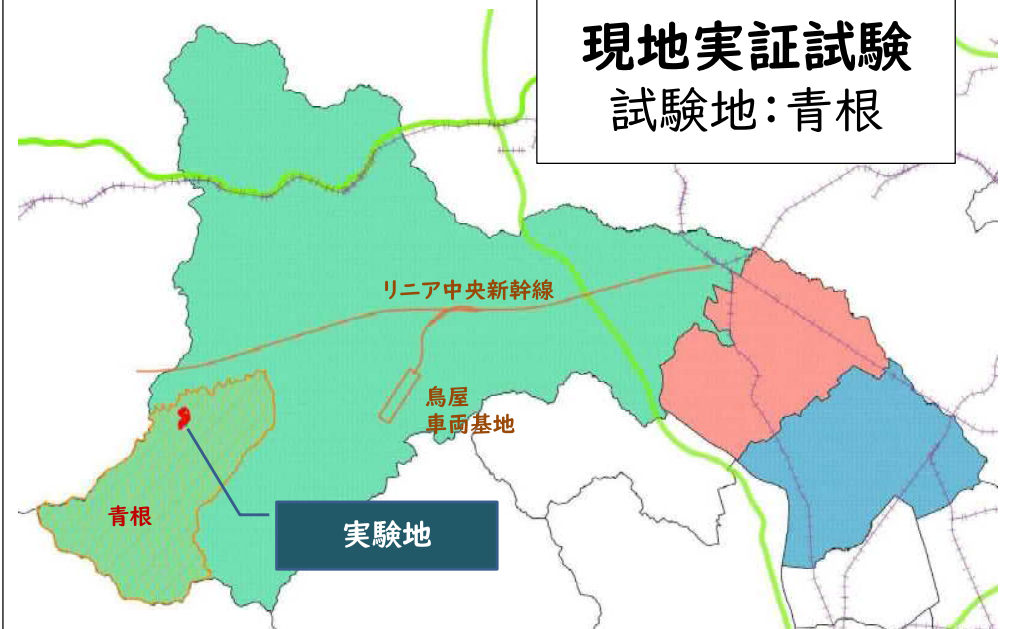 現地実証試験
試験地：青根
リニア中央新幹線
鳥屋
車両基地
青根
実験地